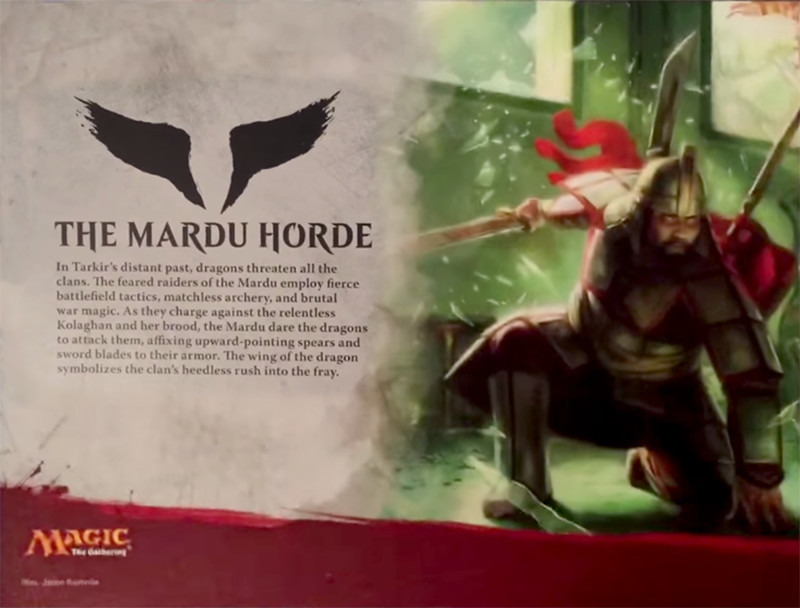 THE MARDU HORDE
In Tarkir's distant past, dragons threaten all the
clans. The feared raiders of the Mardu employ fierce
battlefield tactics, matchless archery, and brutal
war magic. As they charge against the relentless
Kolaghan and her brood, the Mardu dare the dragons
to attack them, affixing upward-pointing spears and
sword blades to their armor. The wing of the dragon
symbolizes the clan's heedless rush into the fray.
MAGIC
The Gathering®
Jason